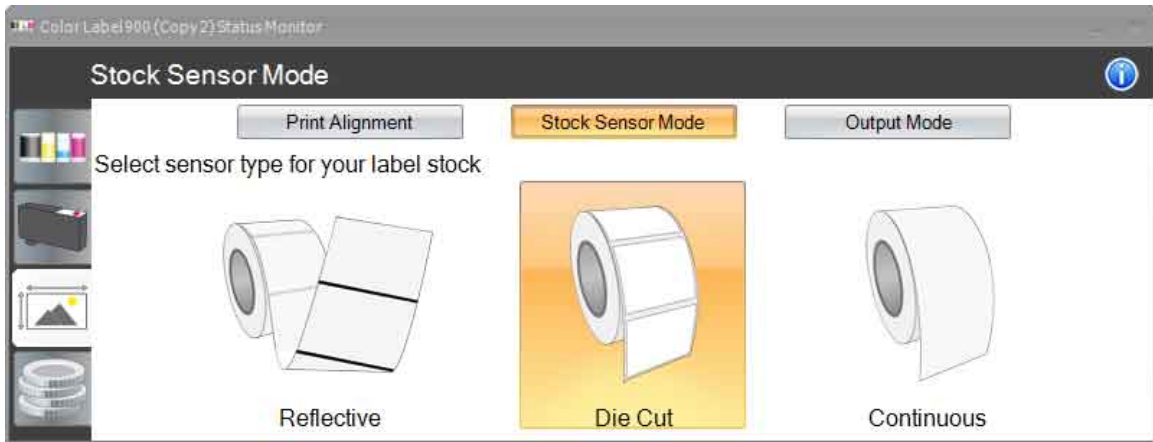 Color Label 900 (Copy 2) Status Monitor
Stock Sensor Mode
Print Alignment Stock Sensor Mode Output Mode
Select sensor type for your label stock
Reflective Die Cut Continuous